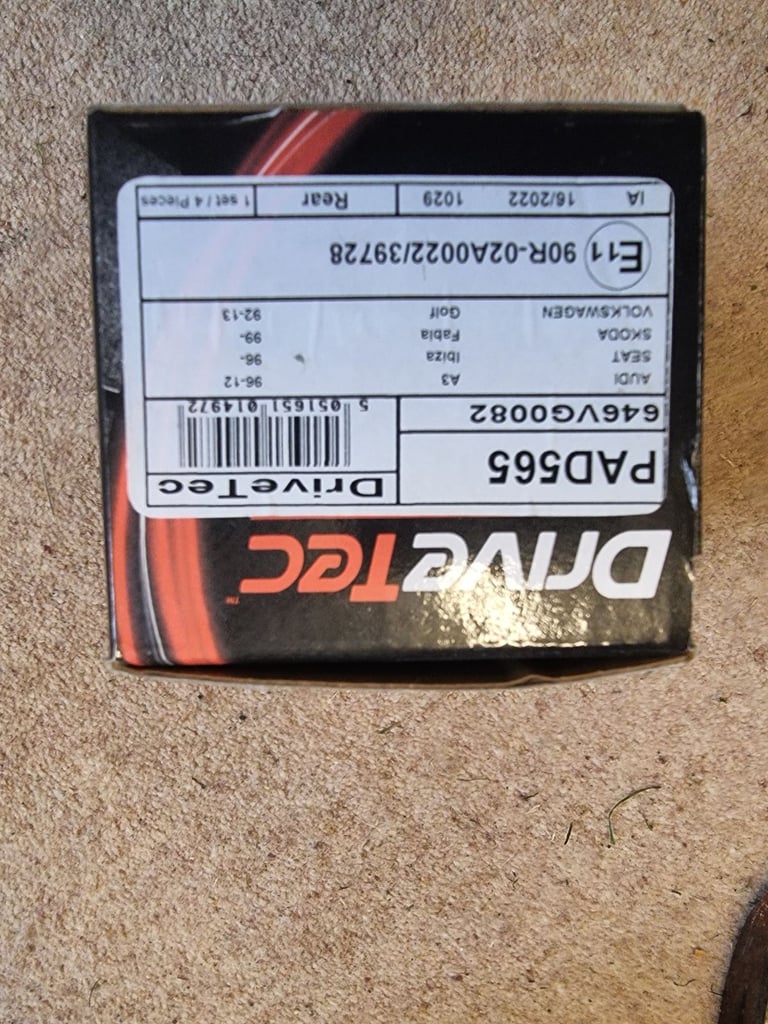 DRIVETEC™
PAD565
DriveTec
646VG0082
5 051651 014972
AUDI A3 96-12
SEAT Ibiza 96-
SKODA Fabia 99-
VOLKSWAGEN Golf 92-13
E11 90R-02A0022/39728
IA 16/2022 1029 Rear 1 set / 4 Pieces